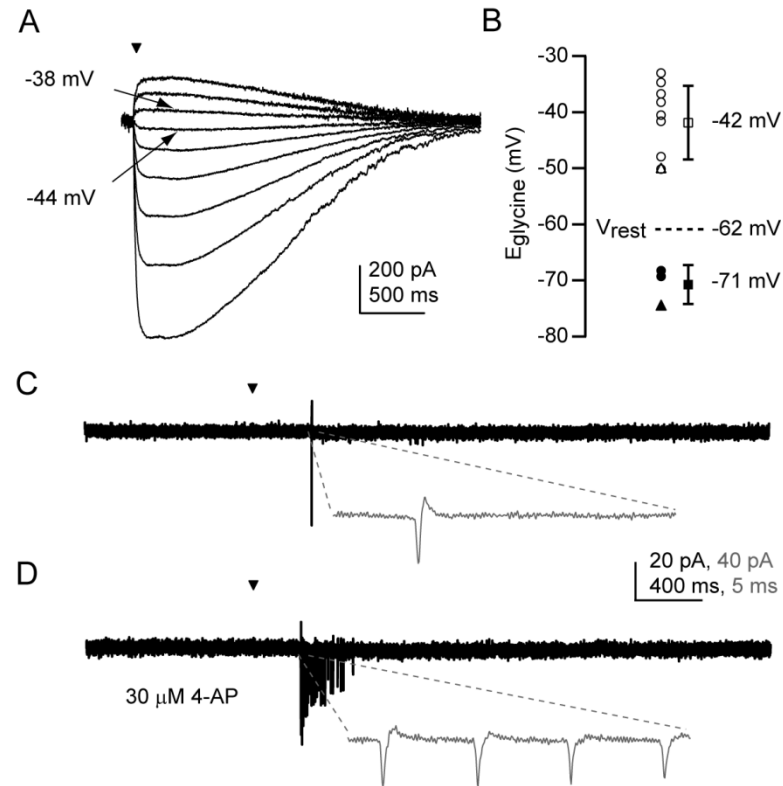 A
-38 mV
-44 mV
200 pA
500 ms
B
-30
-40
-50
-60
-70
-80
Eglycine (mV)
-42 mV
Vrest
-62 mV
-71 mV
C
20 pA, 40 pA
400 ms, 5 ms
D
30 μM 4-AP